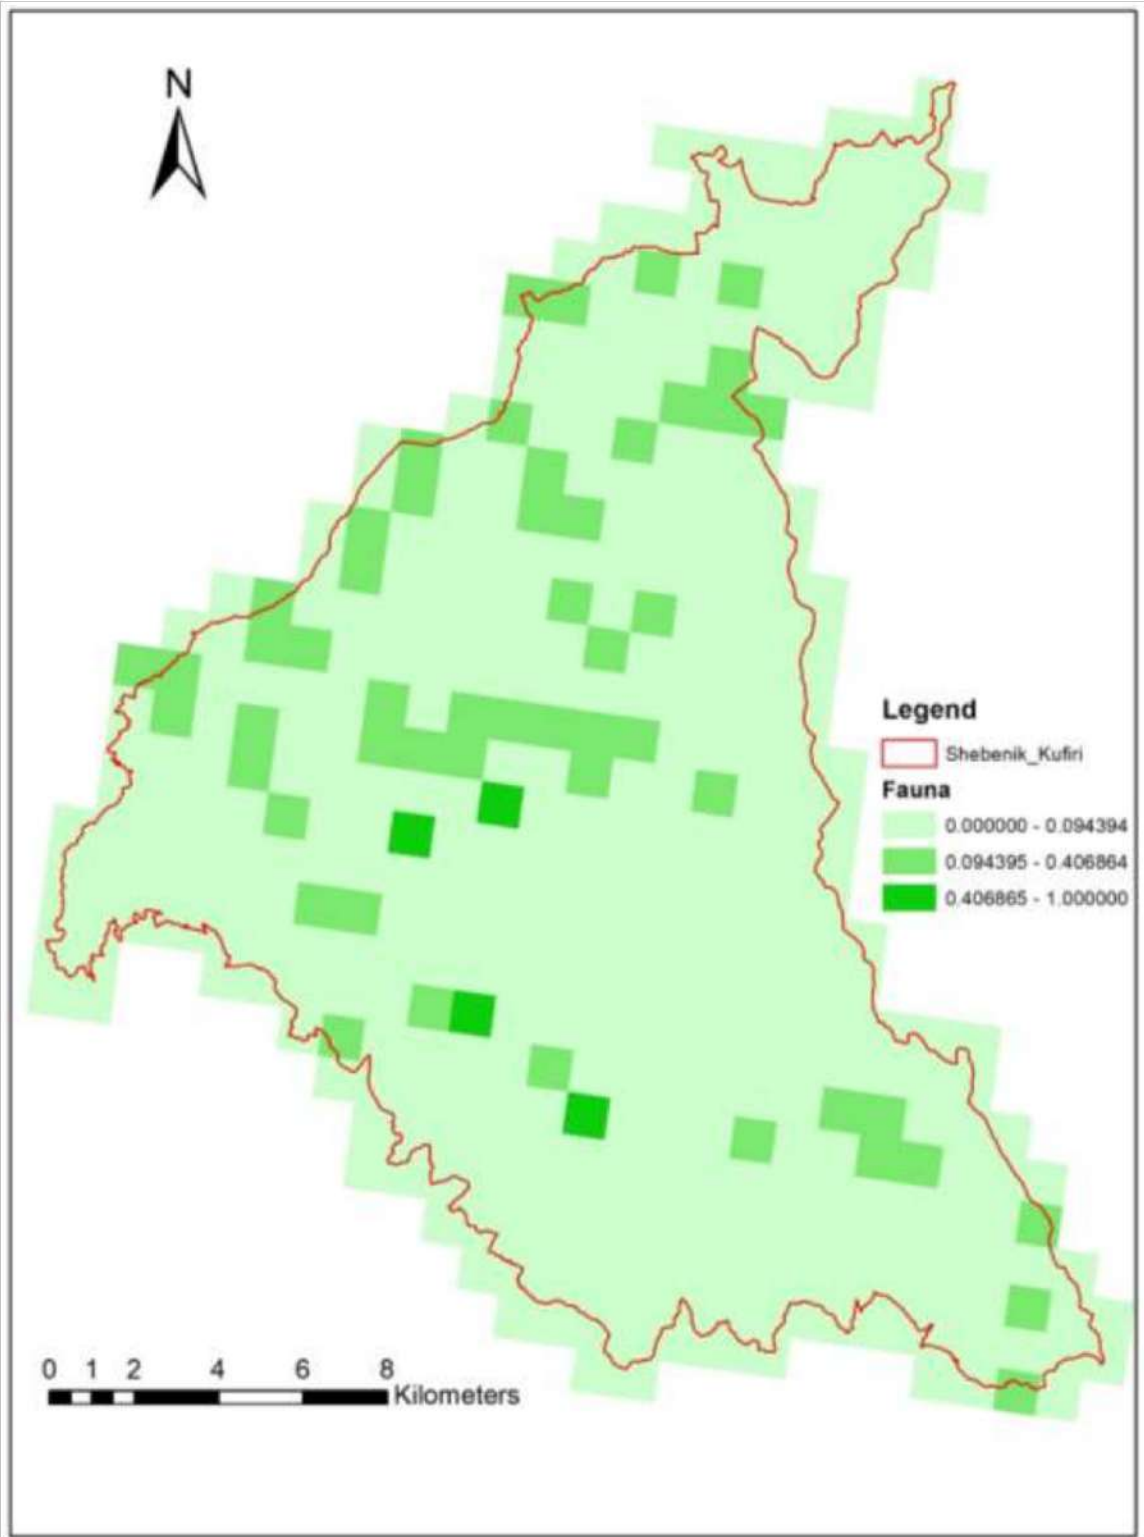 N
Legend
Shebenik_Kufiri
Fauna
0.000000 - 0.094394
0.094395 - 0.406864
0.406865 - 1.000000
0 1 2 4 6 8
Kilometers